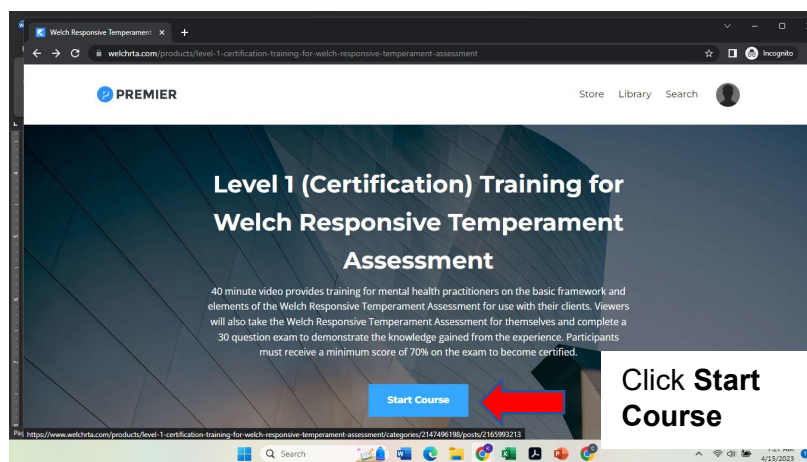 Welch Responsive Temperament
welchrta.com/products/level-1-certification-training-for-welch-responsive-temperament-assessment
Incognito
PREMIER
Store Library Search
Level 1 (Certification) Training for
Welch Responsive Temperament
Assessment
40 minute video provides training for mental health practitioners on the basic framework and
elements of the Welch Responsive Temperament Assessment for use with their clients. Viewers
will also take the Welch Responsive Temperament Assessment for themselves and complete a
30 question exam to demonstrate the knowledge gained from the experience. Participants
must receive a minimum score of 70% on the exam to become certified.
Start Course
Click Start
Course
https://www.welchrta.com/products/level-1-certification-training-for-welch-responsive-temperament-assessment/categories/2147496198/posts/2165993213
Search
4/15/2023